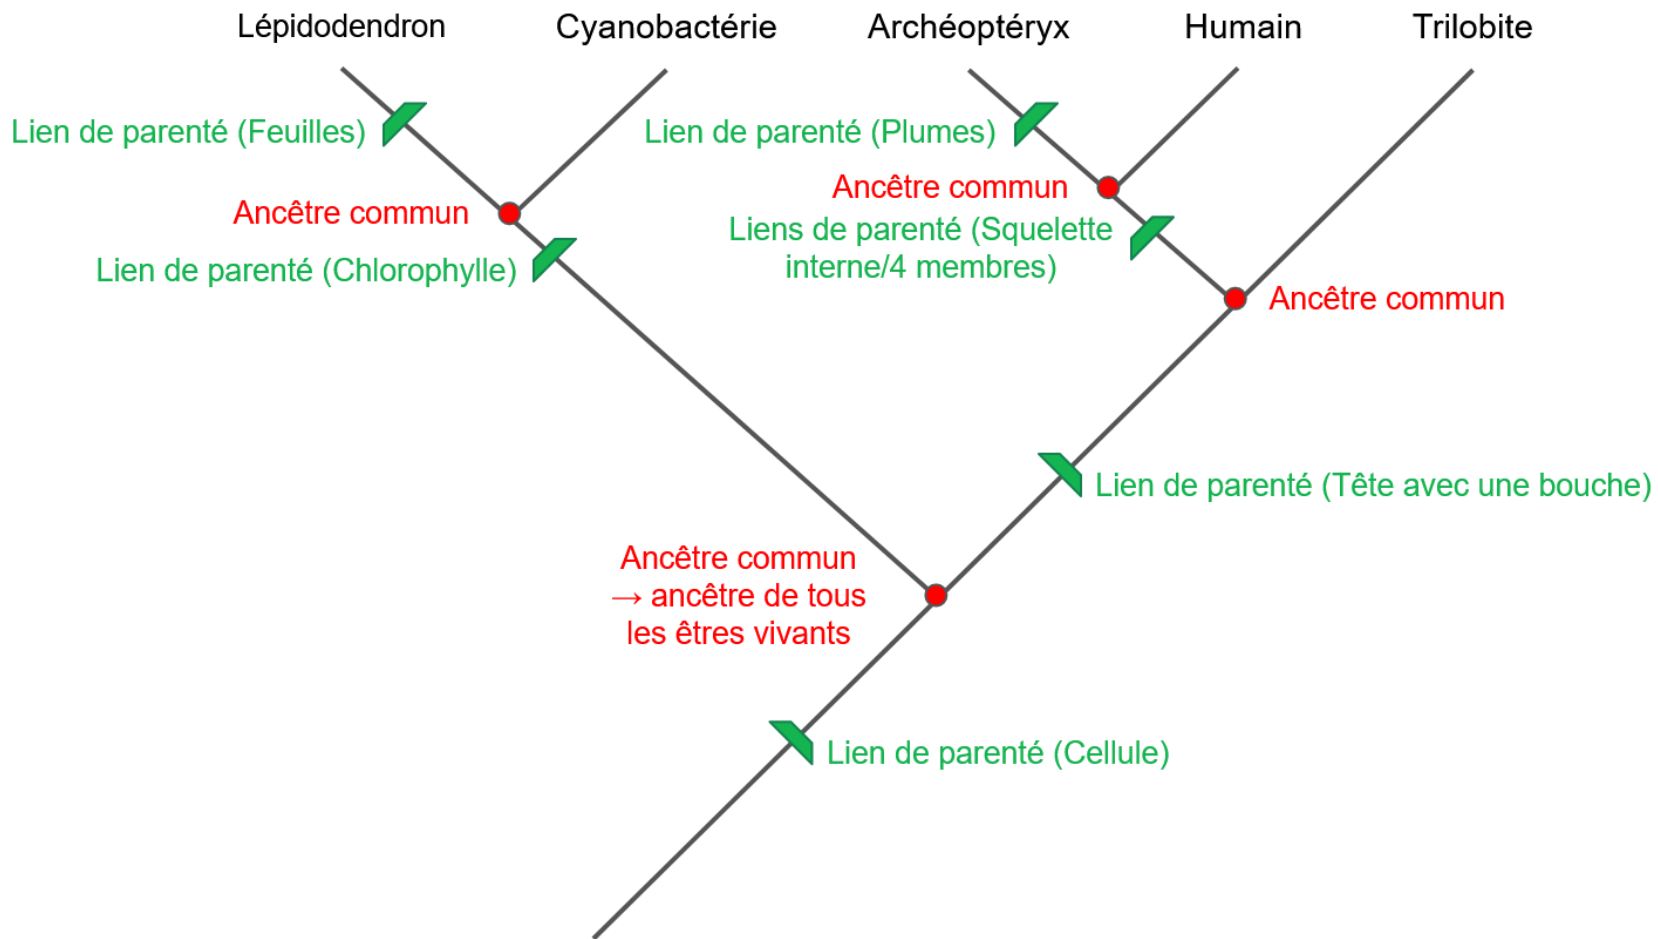 Lépidodendron
Cyanobactérie
Archéoptéryx
Humain
Trilobite
Lien de parenté (Feuilles)
Lien de parenté (Plumes)
Ancêtre commun
Ancêtre commun
Liens de parenté (Squelette
interne/4 membres)
Lien de parenté (Chlorophylle)
Ancêtre commun
Lien de parenté (Tête avec une bouche)
Ancêtre commun
→ ancêtre de tous
les êtres vivants
Lien de parenté (Cellule)